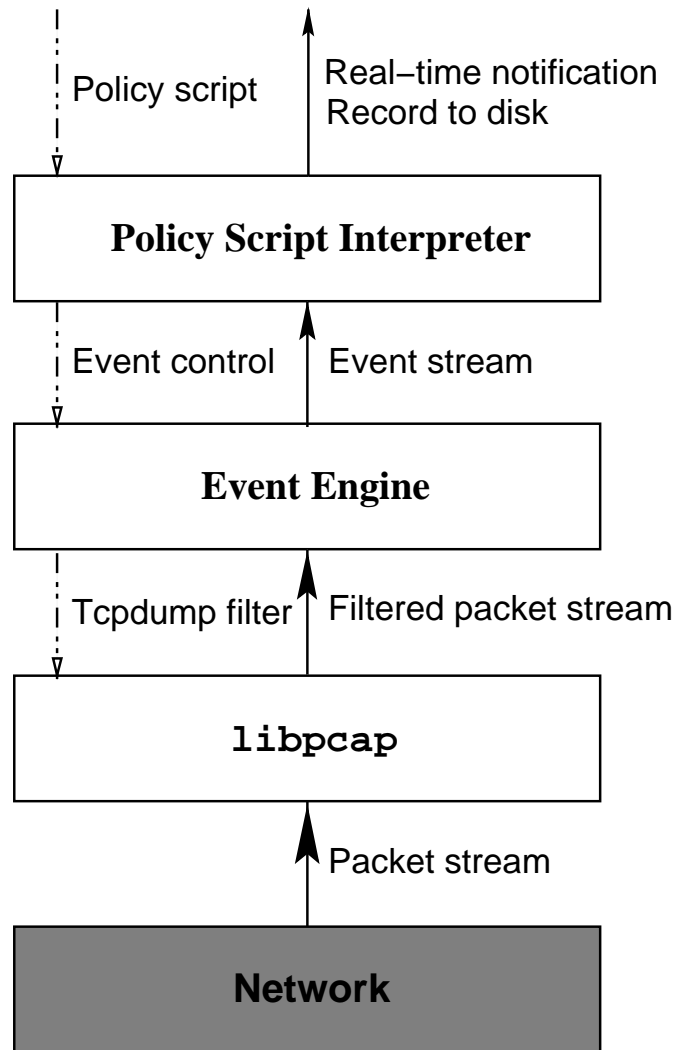 Policy script
Real−time notification
Record to disk
Policy Script Interpreter
Event control
Event stream
Event Engine
Tcpdump filter
Filtered packet stream
libpcap
Packet stream
Network